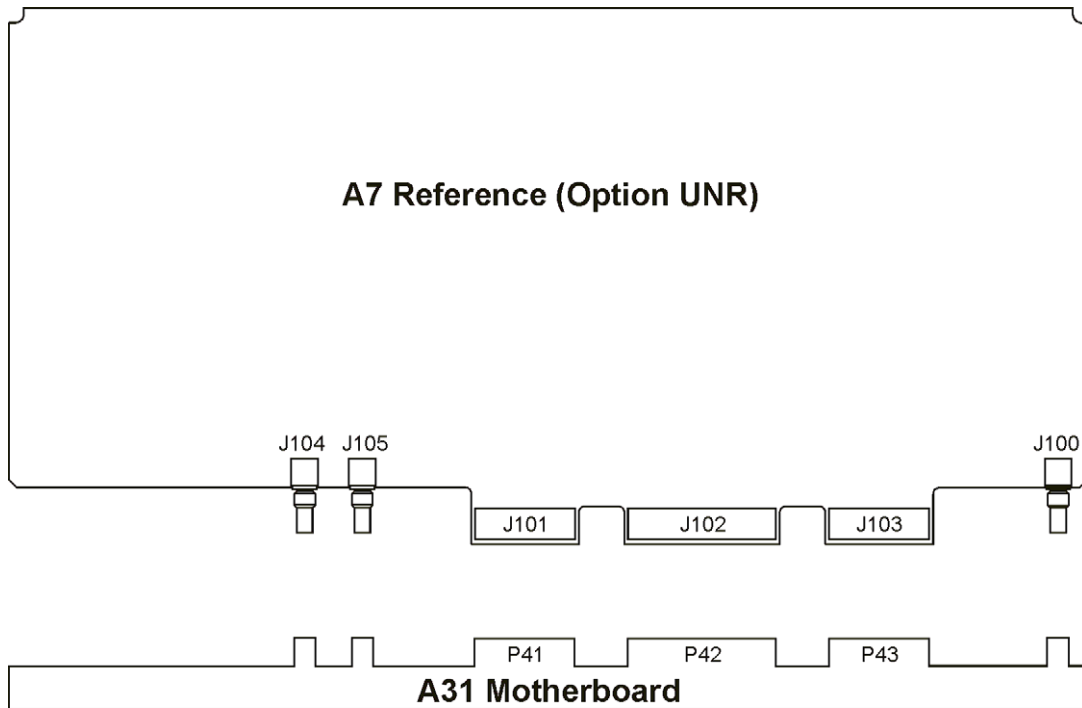 A7 Reference (Option UNR)
J104 J105 J100
J101 J102 J103
P41 P42 P43
A31 Motherboard